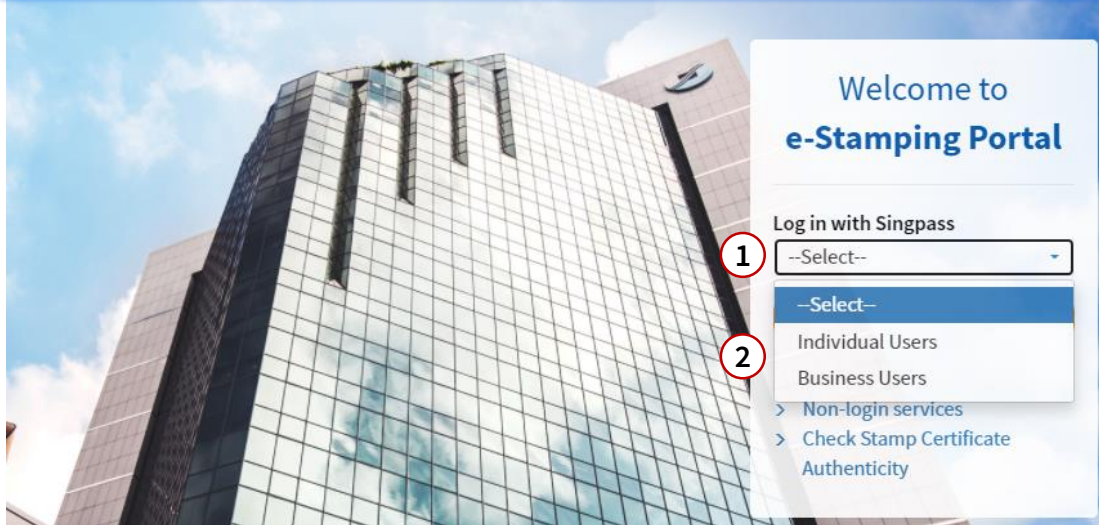 Welcome to
e-Stamping Portal
Log in with Singpass
1
--Select--
--Select--
Individual Users
2
Business Users
> Non-login services
> Check Stamp Certificate
Authenticity